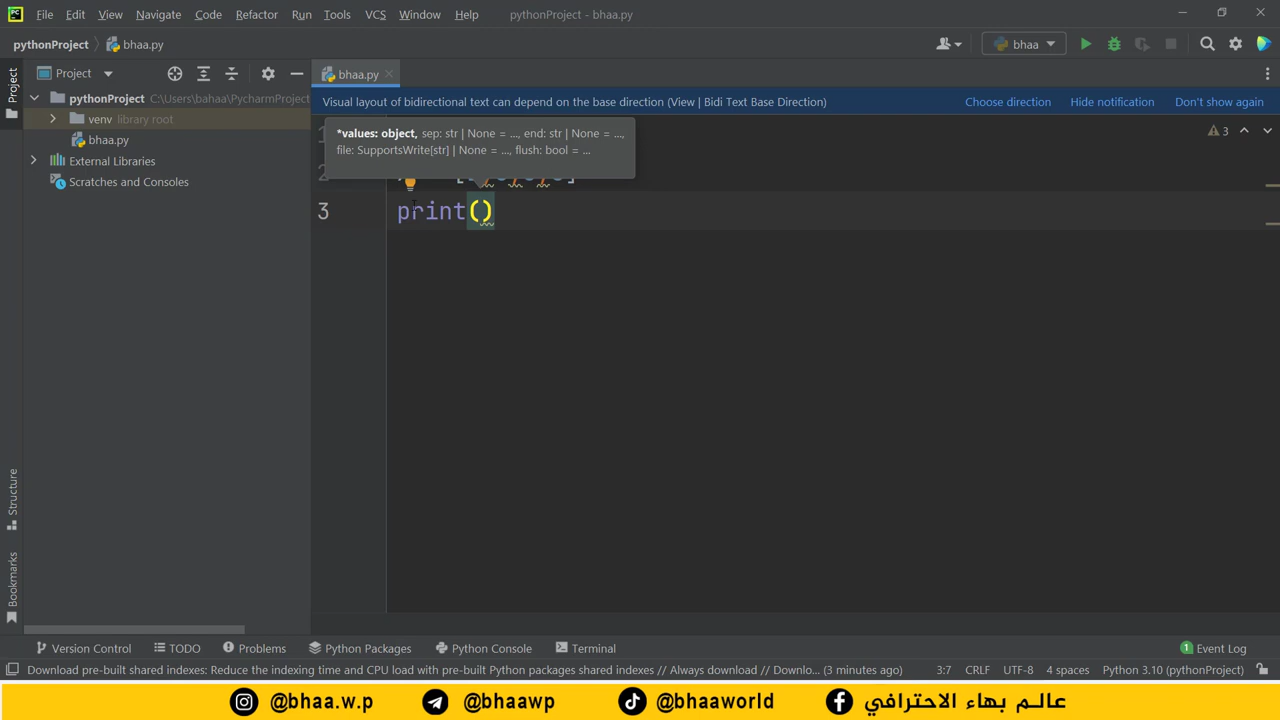 File Edit View Navigate Code Refactor Run Tools VCS Window Help pythonProject - bhaa.py
pythonProject bhaa.py bhaa
Project bhaa.py
Project
pythonProject C:\Users\bahaa\PycharmProject
Visual layout of bidirectional text can depend on the base direction (View | Bidi Text Base Direction) Choose direction Hide notification Don't show again
venv library root
bhaa.py
External Libraries
Scratches and Consoles
*values: object, sep: str | None = ..., end: str | None = ...,
file: SupportsWrite[str] | None = ..., flush: bool = ...
3
3 print()
Structure
Bookmarks
Version Control TODO Problems Python Packages Python Console Terminal 1 Event Log
Download pre-built shared indexes: Reduce the indexing time and CPU load with pre-built Python packages shared indexes // Always download // Downlo... (3 minutes ago) 3:7 CRLF UTF-8 4 spaces Python 3.10 (pythonProject)
@bhaa.w.p @bhaawp @bhaaworld عالم بهاء الاحترافي